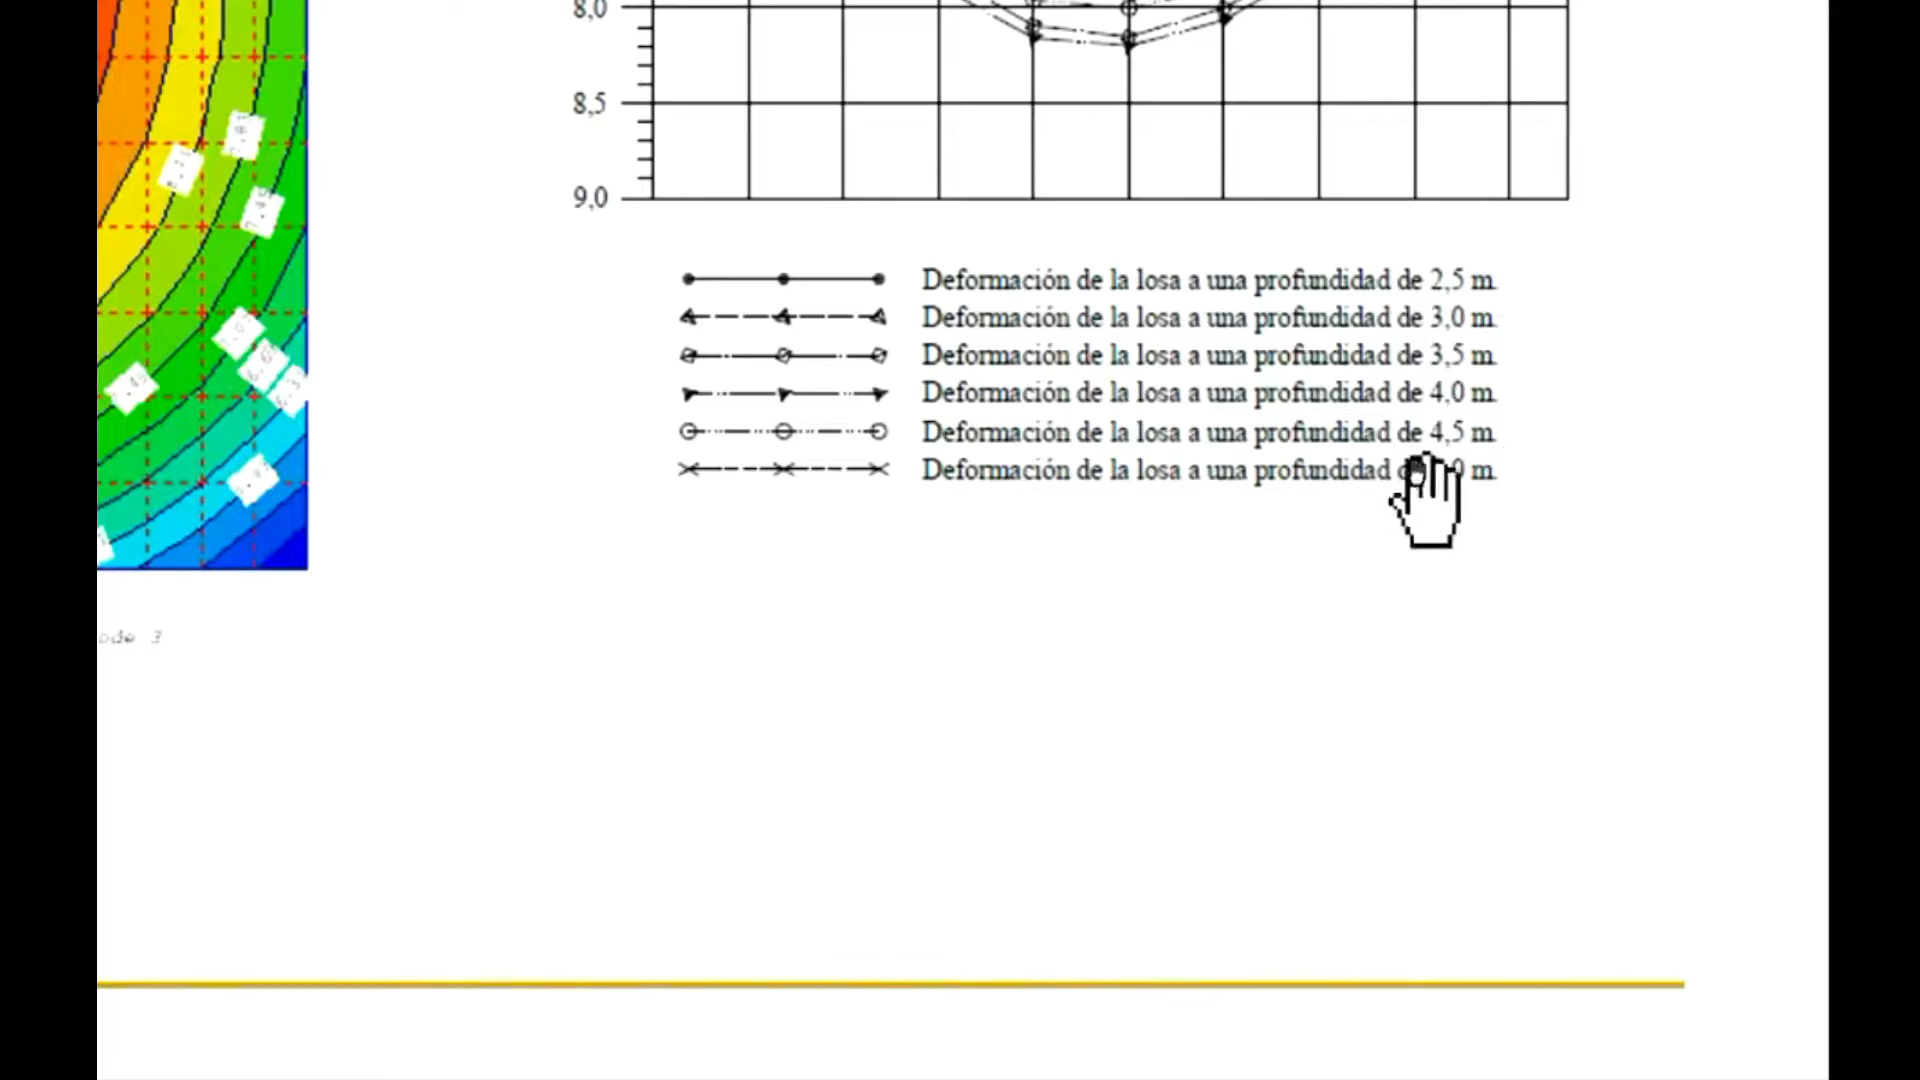 8,0
8,5
9,0
Deformación de la losa a una profundidad de 2,5 m.
Deformación de la losa a una profundidad de 3,0 m.
Deformación de la losa a una profundidad de 3,5 m.
Deformación de la losa a una profundidad de 4,0 m.
Deformación de la losa a una profundidad de 4,5 m.
Deformación de la losa a una profundidad m.
ode 3